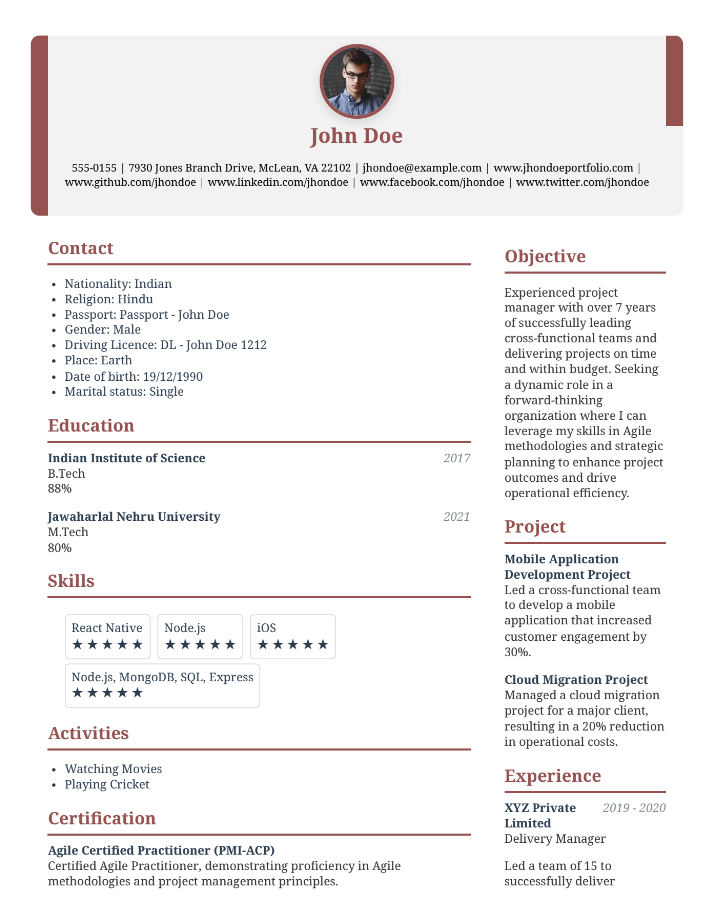 John Doe
555-0155 | 7930 Jones Branch Drive, McLean, VA 22102 | jhondoe@example.com | www.jhondoeportfolio.com |
www.github.com/jhondoe | www.linkedin.com/jhondoe | www.facebook.com/jhondoe | www.twitter.com/jhondoe
Contact
• Nationality: Indian
• Religion: Hindu
• Passport: Passport - John Doe
• Gender: Male
• Driving Licence: DL - John Doe 1212
• Place: Earth
• Date of birth: 19/12/1990
• Marital status: Single
Education
Indian Institute of Science 2017
B.Tech
88%
Jawaharlal Nehru University 2021
M.Tech
80%
Skills
React Native
★★★★★
Node.js
★★★★★
iOS
★★★★★
Node.js, MongoDB, SQL, Express
★★★★★
Activities
• Watching Movies
• Playing Cricket
Certification
Agile Certified Practitioner (PMI-ACP)
Certified Agile Practitioner, demonstrating proficiency in Agile
methodologies and project management principles.
Objective
Experienced project
manager with over 7 years
of successfully leading
cross-functional teams and
delivering projects on time
and within budget. Seeking
a dynamic role in a
forward-thinking
organization where I can
leverage my skills in Agile
methodologies and strategic
planning to enhance project
outcomes and drive
operational efficiency.
Project
Mobile Application
Development Project
Led a cross-functional team
to develop a mobile
application that increased
customer engagement by
30%.
Cloud Migration Project
Managed a cloud migration
project for a major client,
resulting in a 20% reduction
in operational costs.
Experience
XYZ Private 2019 - 2020
Limited
Delivery Manager
Led a team of 15 to
successfully deliver